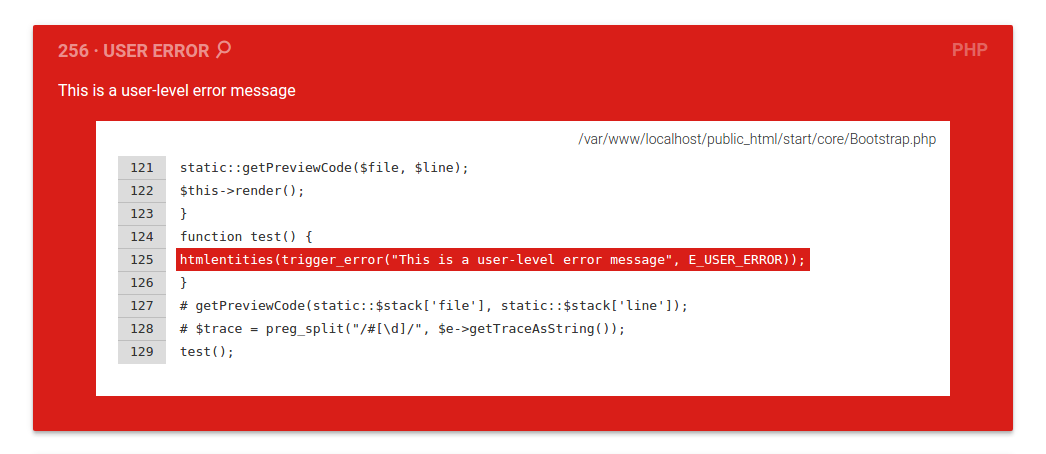 256 · USER ERROR
PHP
This is a user-level error message
/var/www/localhost/public_html/start/core/Bootstrap.php
121 static::getPreviewCode($file, $line);
122 $this->render();
123 }
124 function test() {
125 htmlentities(trigger_error("This is a user-level error message", E_USER_ERROR));
126 }
127 # getPreviewCode(static::$stack['file'], static::$stack['line']);
128 # $trace = preg_split("/#[\d]/", $e->getTraceAsString());
129 test();